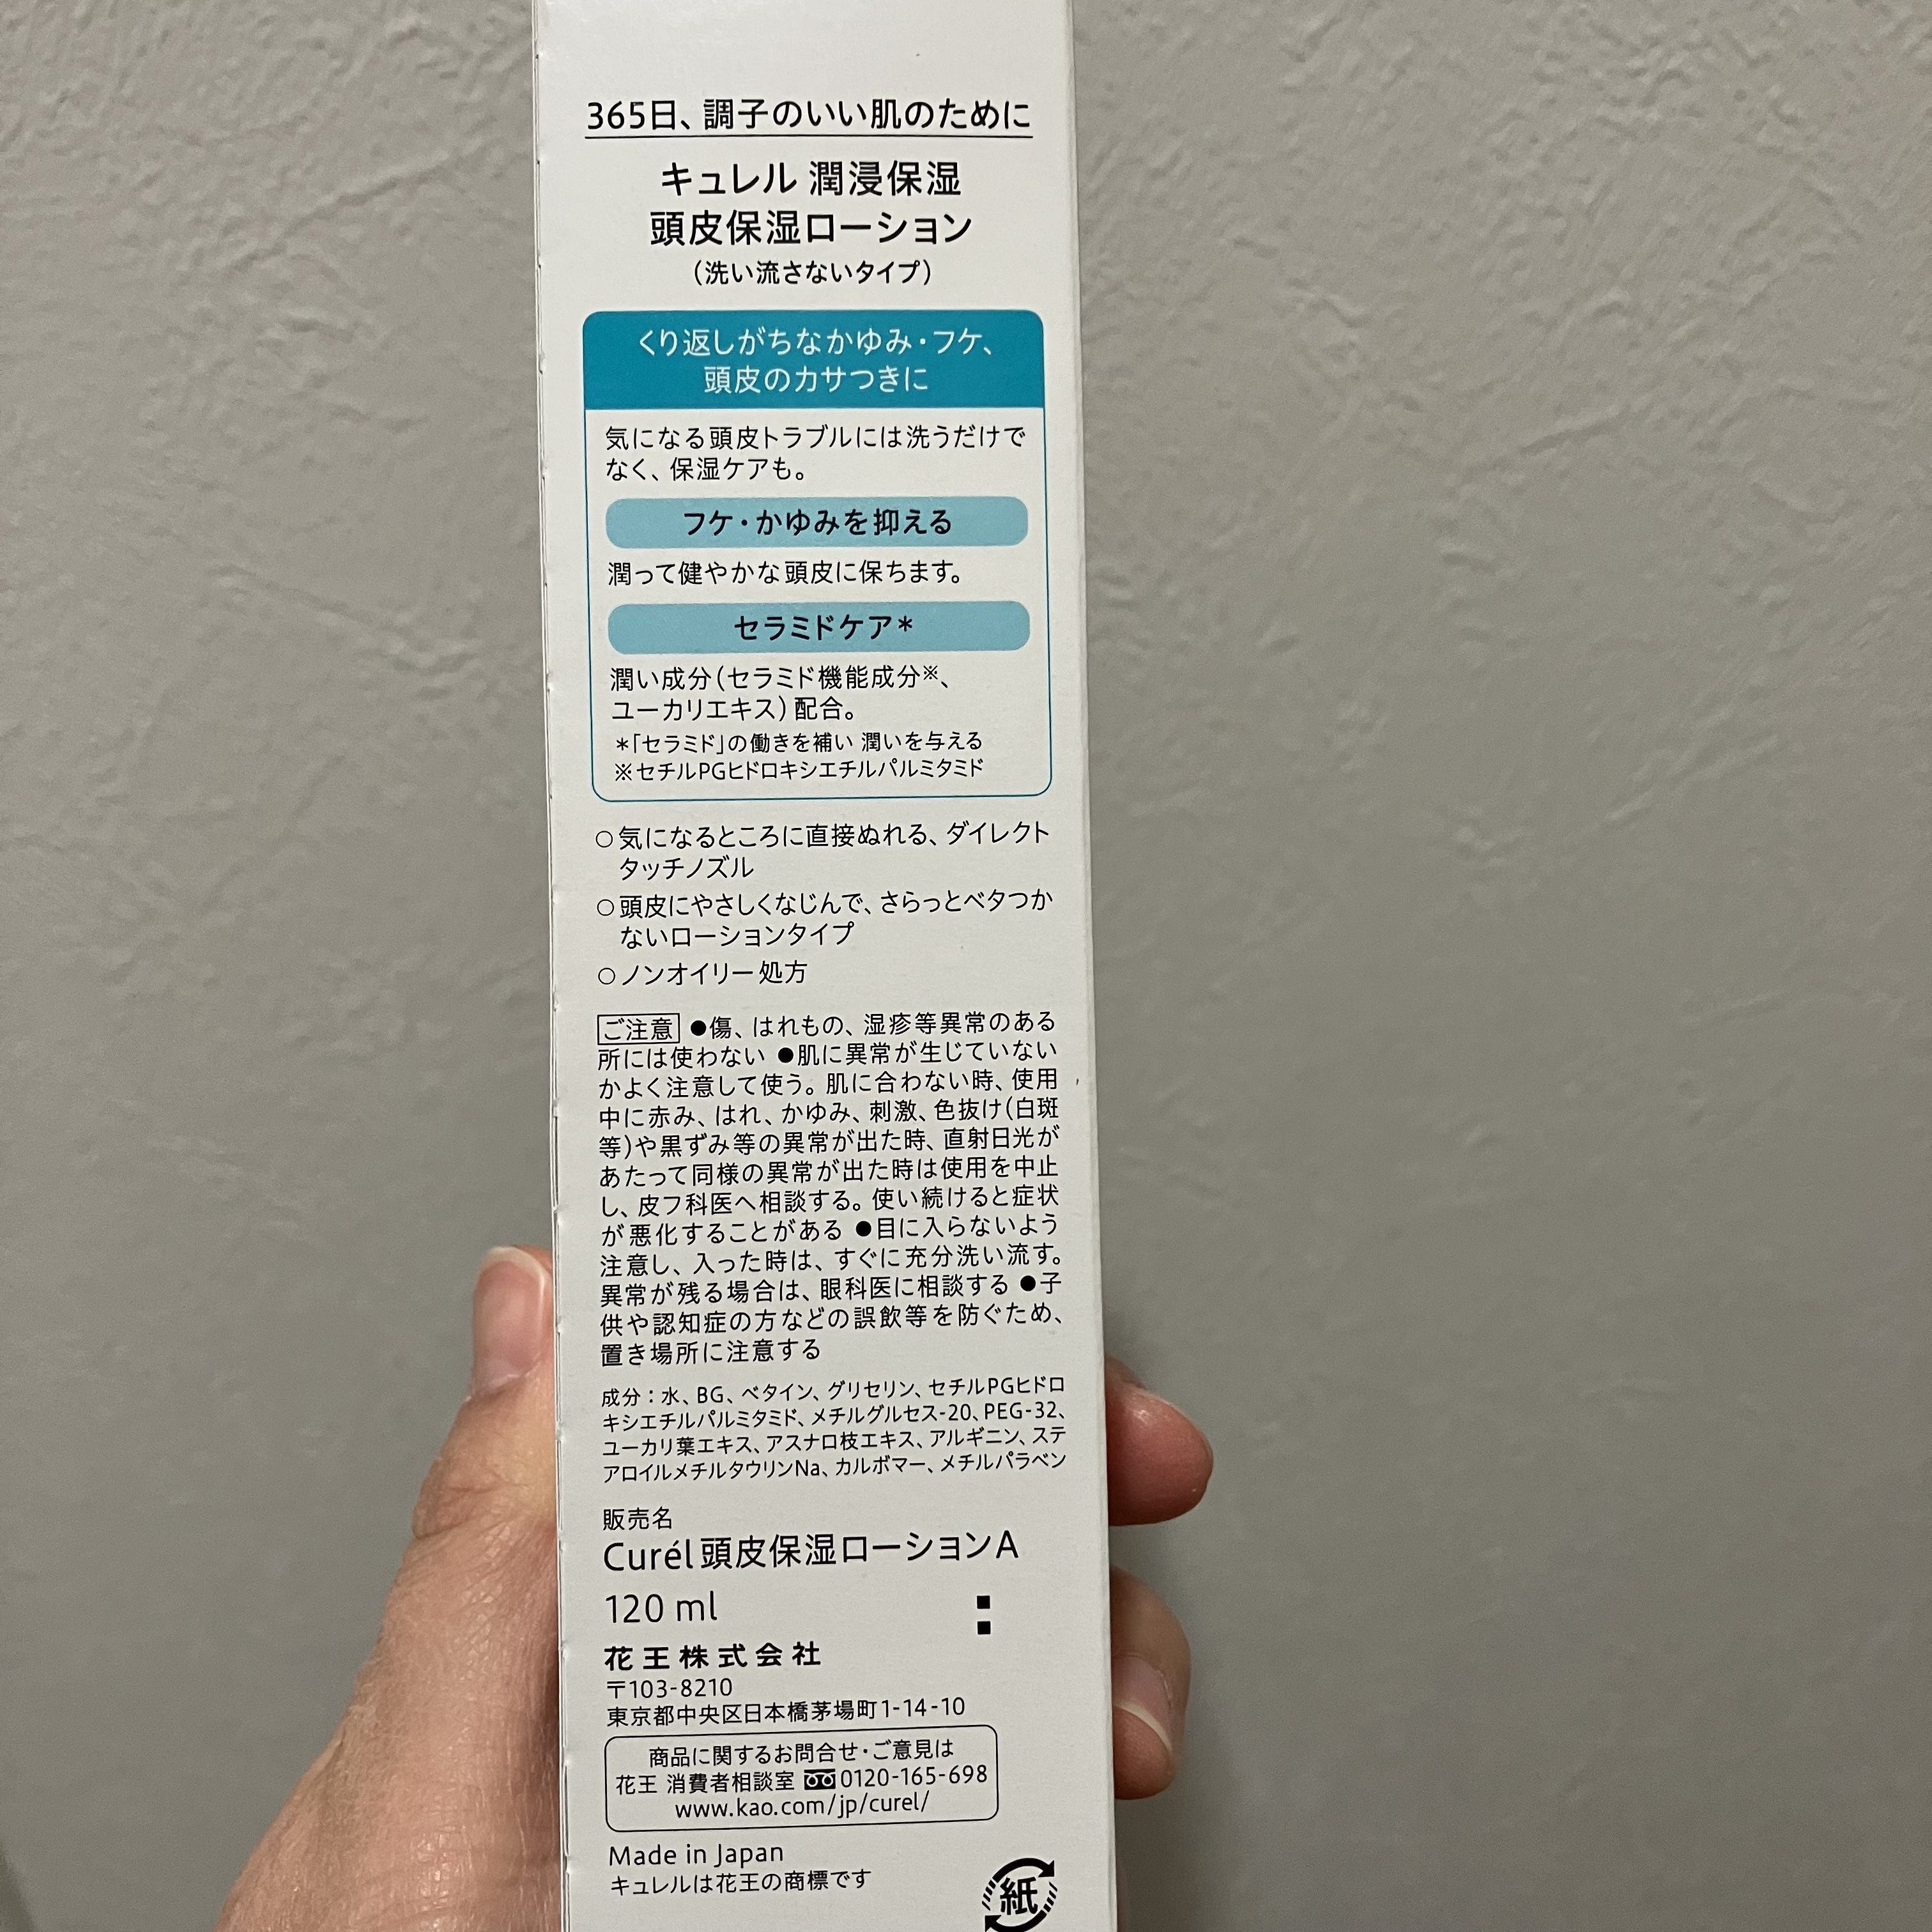 365日、調子のいい肌のために
キュレル 潤浸保湿
頭皮保湿ローション
（洗い流さないタイプ）
くり返しがちなかゆみ・フケ、
頭皮のカサつきに
気になる頭皮トラブルには洗うだけで
なく、保湿ケアも。
フケ・かゆみを抑える
潤って健やかな頭皮に保ちます。
セラミドケア＊
潤い成分（セラミド機能成分※、
ユーカリエキス）配合。
＊「セラミド」の働きを補い 潤いを与える
※セチルPGヒドロキシエチルパルミタミド
○気になるところに直接ぬれる、ダイレクト
タッチノズル
○頭皮にやさしくなじんで、さらっとベタつか
ないローションタイプ
○ノンオイリー処方
ご注意 ●傷、はれもの、湿疹等異常のある
所には使わない ●肌に異常が生じていない
かよく注意して使う。肌に合わない時、使用
中に赤み、はれ、かゆみ、刺激、色抜け(白斑
等)や黒ずみ等の異常が出た時、直射日光が
あたって同様の異常が出た時は使用を中止
し、皮フ科医へ相談する。使い続けると症状
が悪化することがある ●目に入らないよう
注意し、入った時は、すぐに充分洗い流す。
異常が残る場合は、眼科医に相談する ●子
供や認知症の方などの誤飲等を防ぐため、
置き場所に注意する
成分：水、BG、ベタイン、グリセリン、セチルPGヒドロ
キシエチルパルミタミド、メチルグルセス-20、PEG-32、
ユーカリ葉エキス、アスナロ枝エキス、アルギニン、ステ
アロイルメチルタウリンNa、カルボマー、メチルパラベン
販売名
Curél 頭皮保湿ローションA
120 ml
花王株式会社
〒103-8210
東京都中央区日本橋茅場町1-14-10
商品に関するお問合せ・ご意見は
花王 消費者相談室 0120-165-698
www.kao.com/jp/curel/
Made in Japan
キュレルは花王の商標です
紙